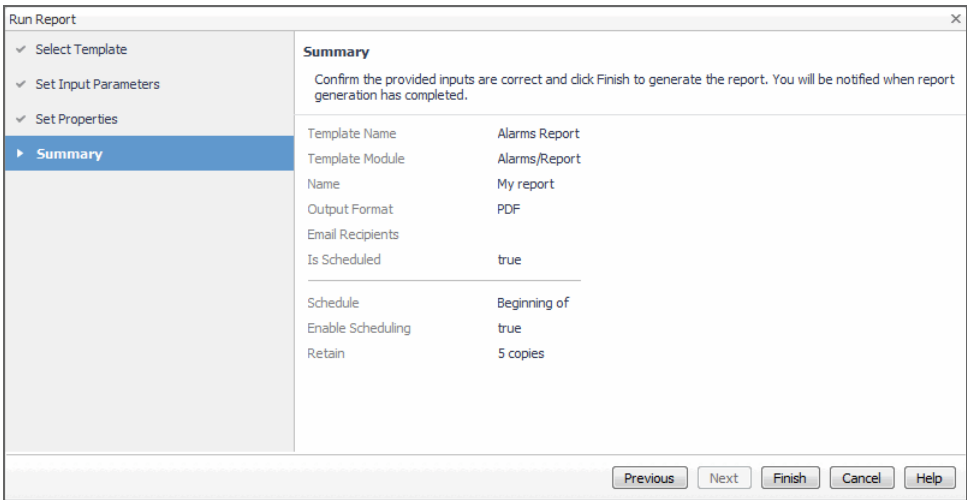 Run Report
Select Template
Set Input Parameters
Set Properties
Summary
Summary
Confirm the provided inputs are correct and click Finish to generate the report. You will be notified when report
generation has completed.
Template Name Alarms Report
Template Module Alarms/Report
Name My report
Output Format PDF
Email Recipients
Is Scheduled true
Schedule Beginning of
Enable Scheduling true
Retain 5 copies
Previous Next Finish Cancel Help